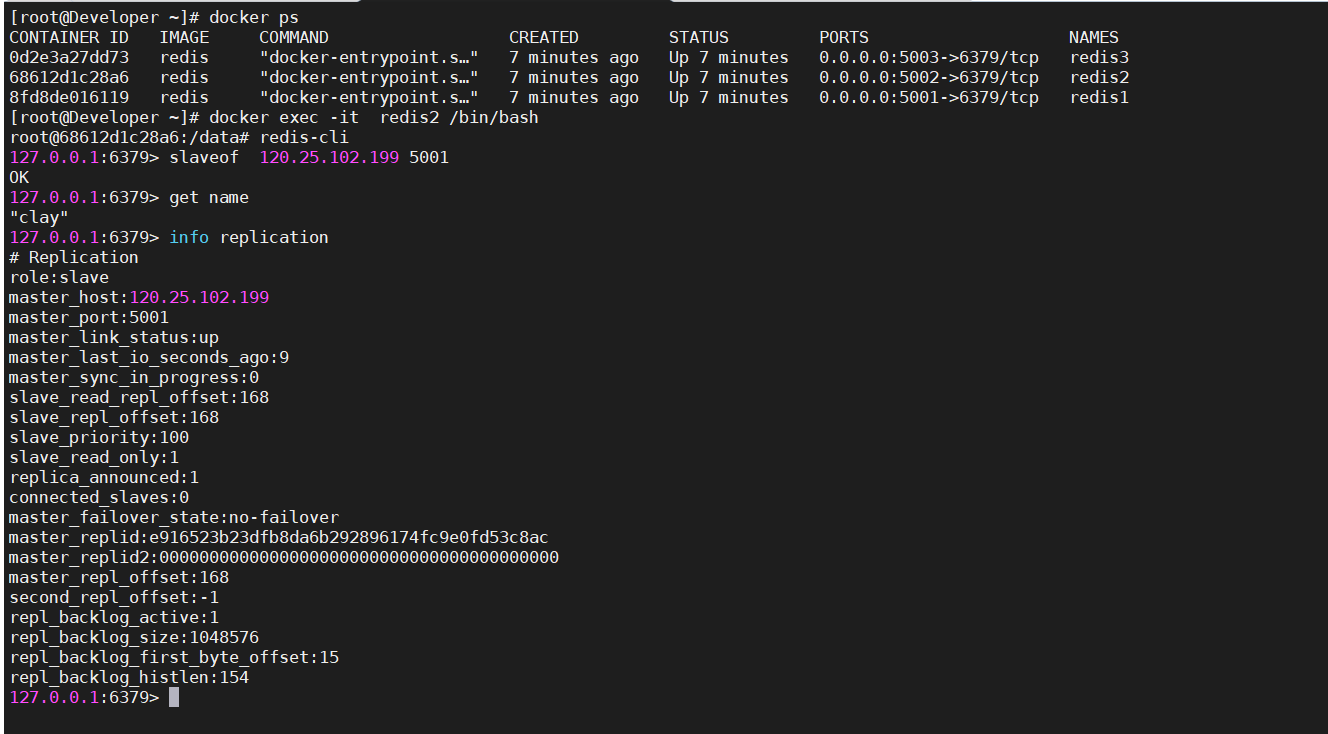 [root@Developer ~]# docker ps
CONTAINER ID   IMAGE     COMMAND                  CREATED         STATUS         PORTS                    NAMES
0d2e3a27dd73   redis     "docker-entrypoint.s…"   7 minutes ago   Up 7 minutes   0.0.0.0:5003->6379/tcp   redis3
68612d1c28a6   redis     "docker-entrypoint.s…"   7 minutes ago   Up 7 minutes   0.0.0.0:5002->6379/tcp   redis2
8fd8de016119   redis     "docker-entrypoint.s…"   7 minutes ago   Up 7 minutes   0.0.0.0:5001->6379/tcp   redis1
[root@Developer ~]# docker exec -it  redis2 /bin/bash
root@68612d1c28a6:/data# redis-cli
127.0.0.1:6379> slaveof  120.25.102.199 5001
OK
127.0.0.1:6379> get name
"clay"
127.0.0.1:6379> info replication
# Replication
role:slave
master_host:120.25.102.199
master_port:5001
master_link_status:up
master_last_io_seconds_ago:9
master_sync_in_progress:0
slave_read_repl_offset:168
slave_repl_offset:168
slave_priority:100
slave_read_only:1
replica_announced:1
connected_slaves:0
master_failover_state:no-failover
master_replid:e916523b23dfb8da6b292896174fc9e0fd53c8ac
master_replid2:0000000000000000000000000000000000000000
master_repl_offset:168
second_repl_offset:-1
repl_backlog_active:1
repl_backlog_size:1048576
repl_backlog_first_byte_offset:15
repl_backlog_histlen:154
127.0.0.1:6379>